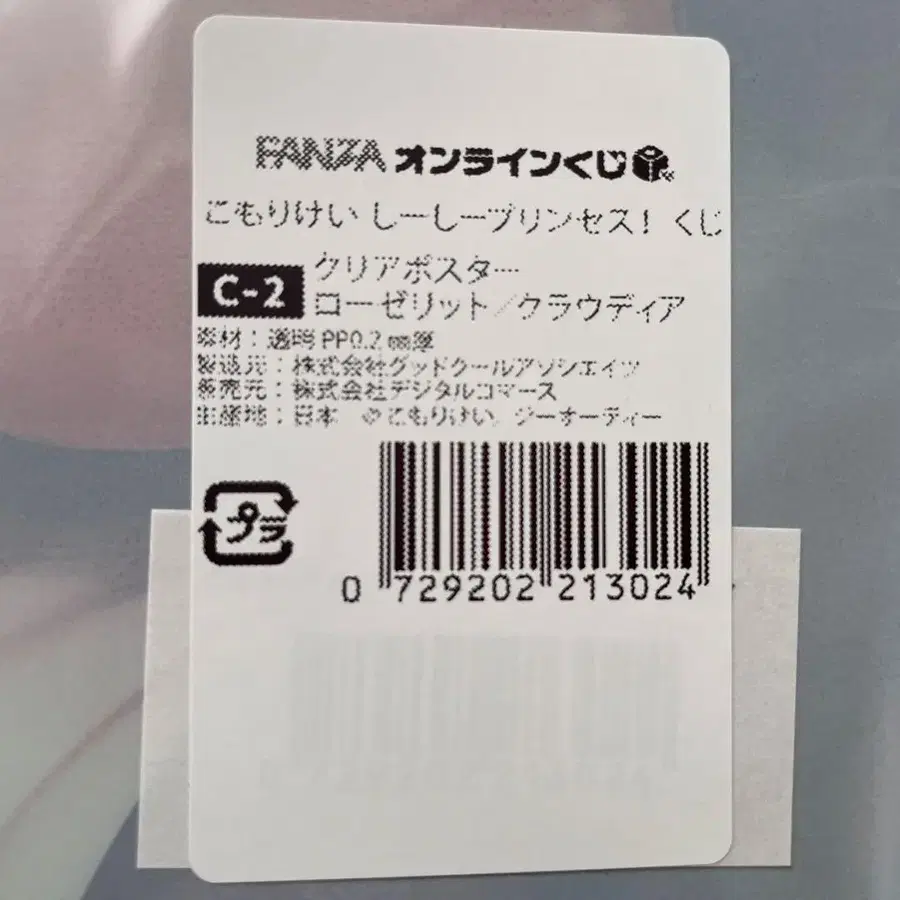 FANZA オンラインくじ
こもりけい しーしープリンセス! くじ
C-2
クリアポスター
ローゼリット/クラウディア
素材:透明 PP0.2㎜厚
製造元:株式会社グッドクールアソシエイツ
販売元:株式会社デジタルコマース
生産地:日本 ©こもりけい/ジーオーティー
プラ
0 729202 213024